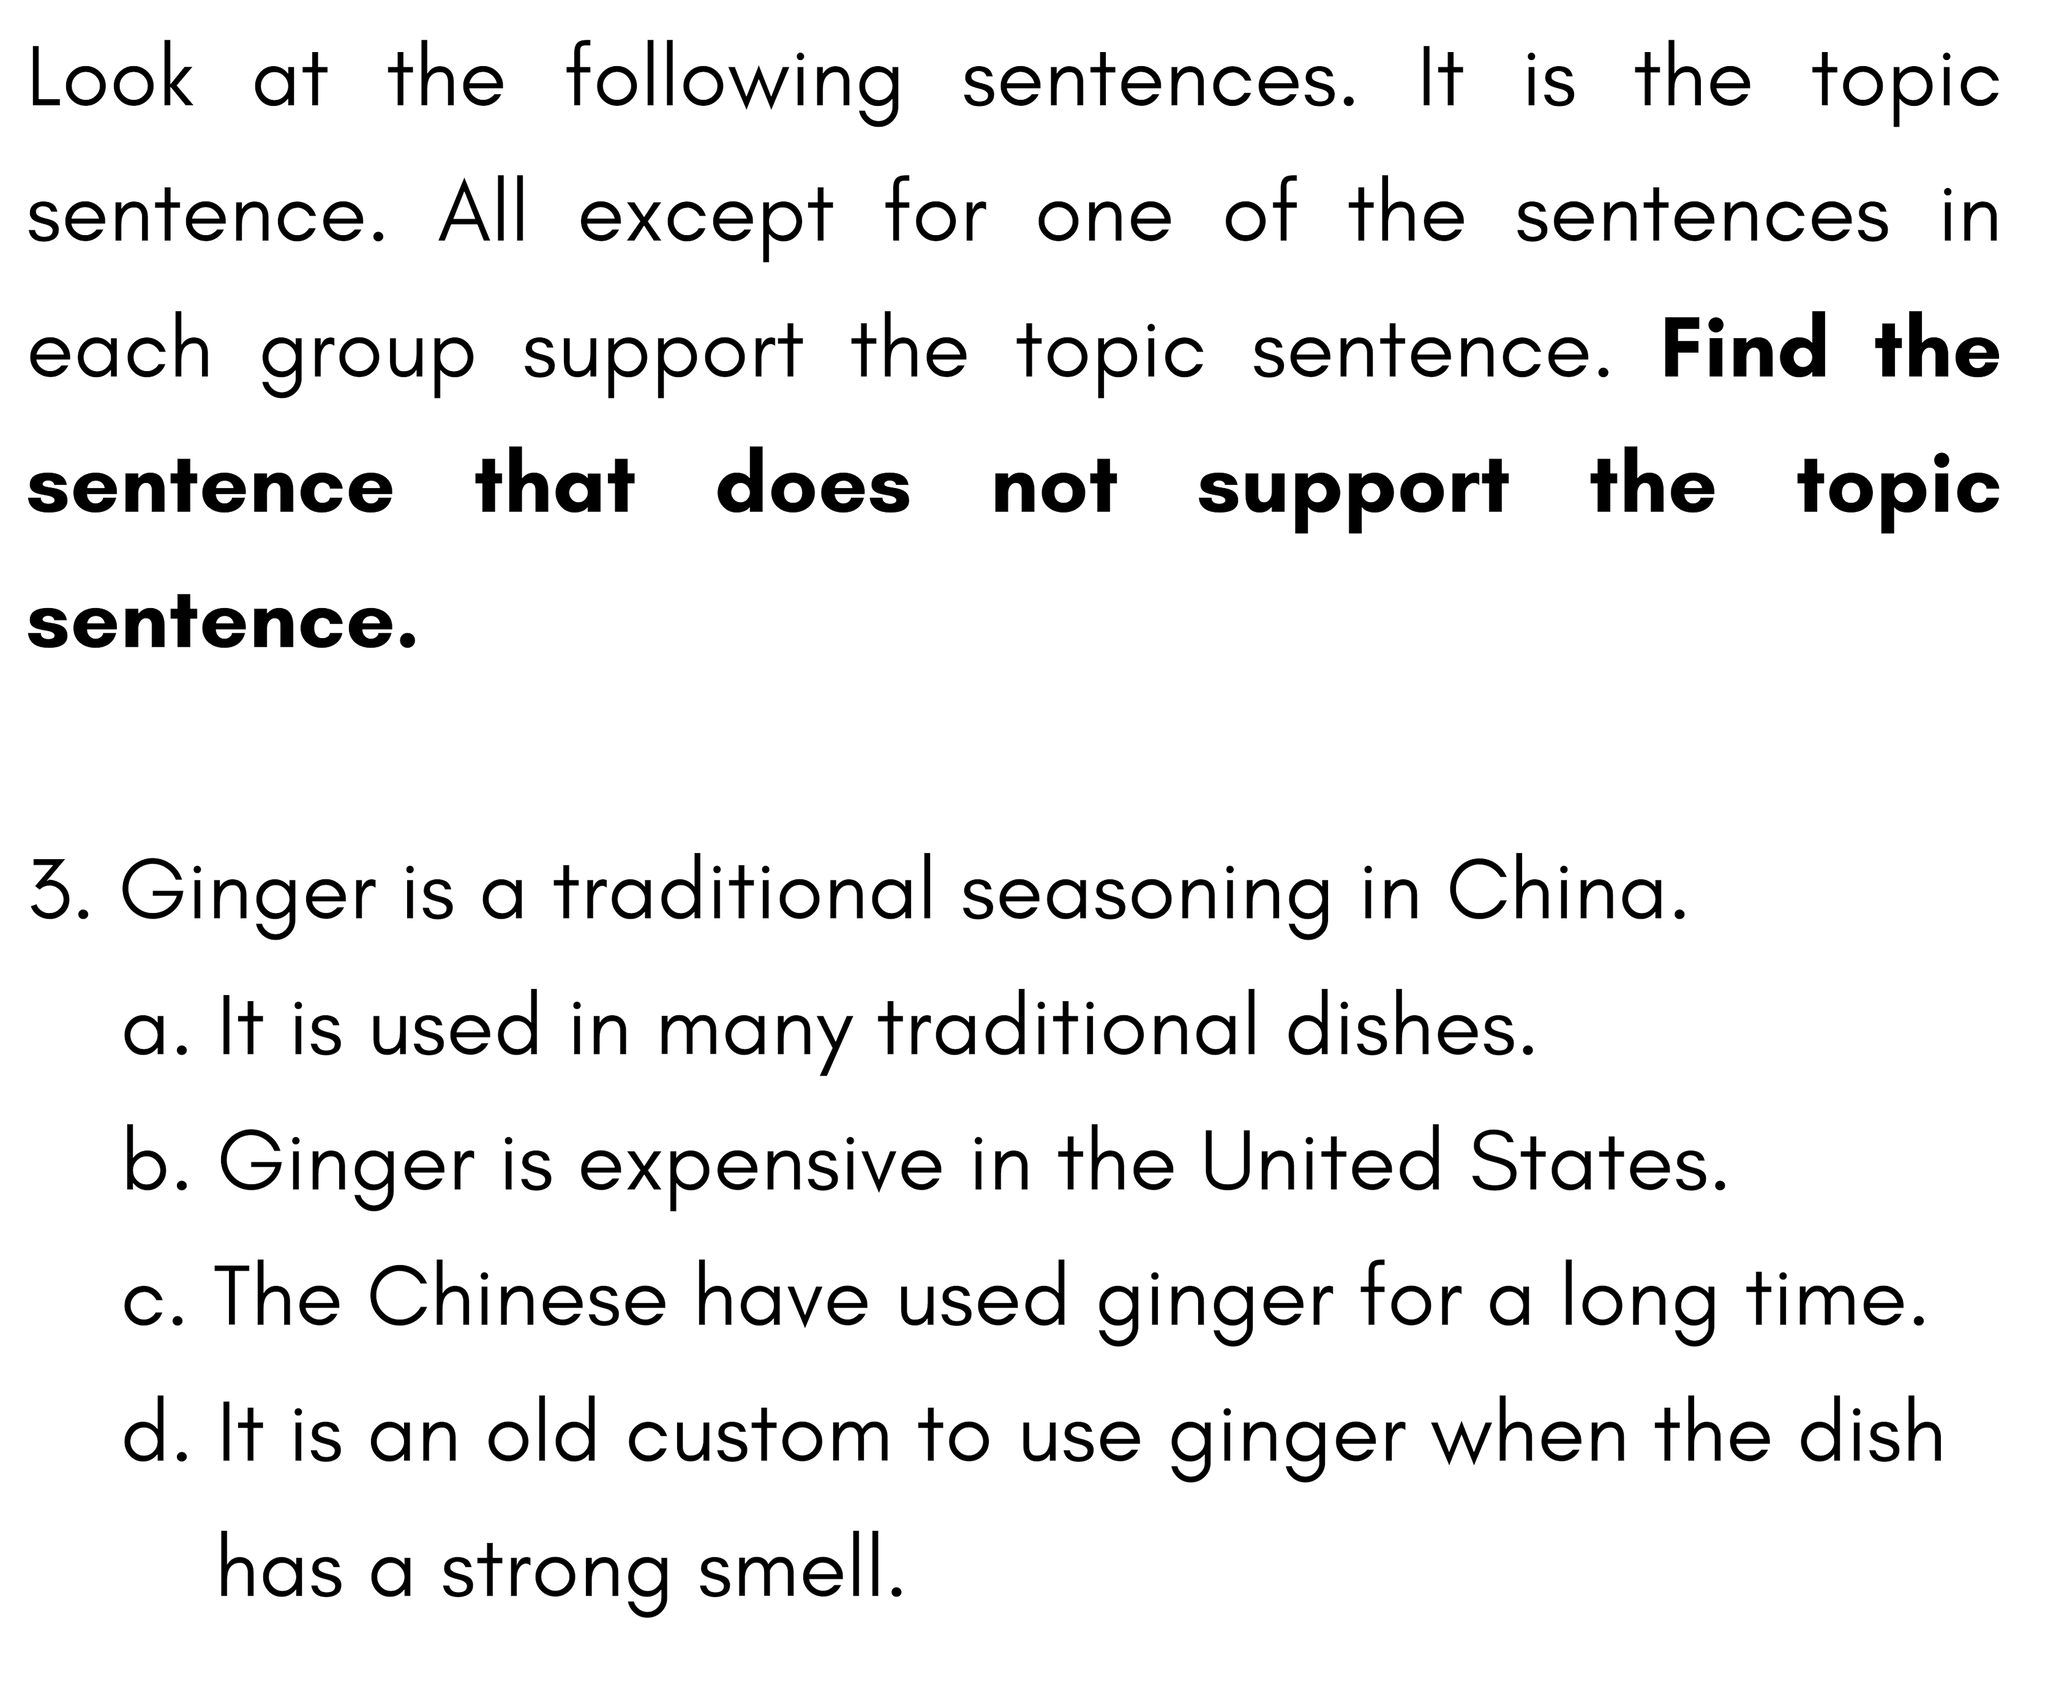 Look at the following sentences. It is the topic
sentence. All except for one of the sentences in
each group support the topic sentence. Find the
sentence that does not support the topic
sentence.
3. Ginger is a traditional seasoning in China.
a. It is used in many traditional dishes.
b. Ginger is expensive in the United States.
c. The Chinese have used ginger for a long time.
d. It is an old custom to use ginger when the dish
has a strong smell.